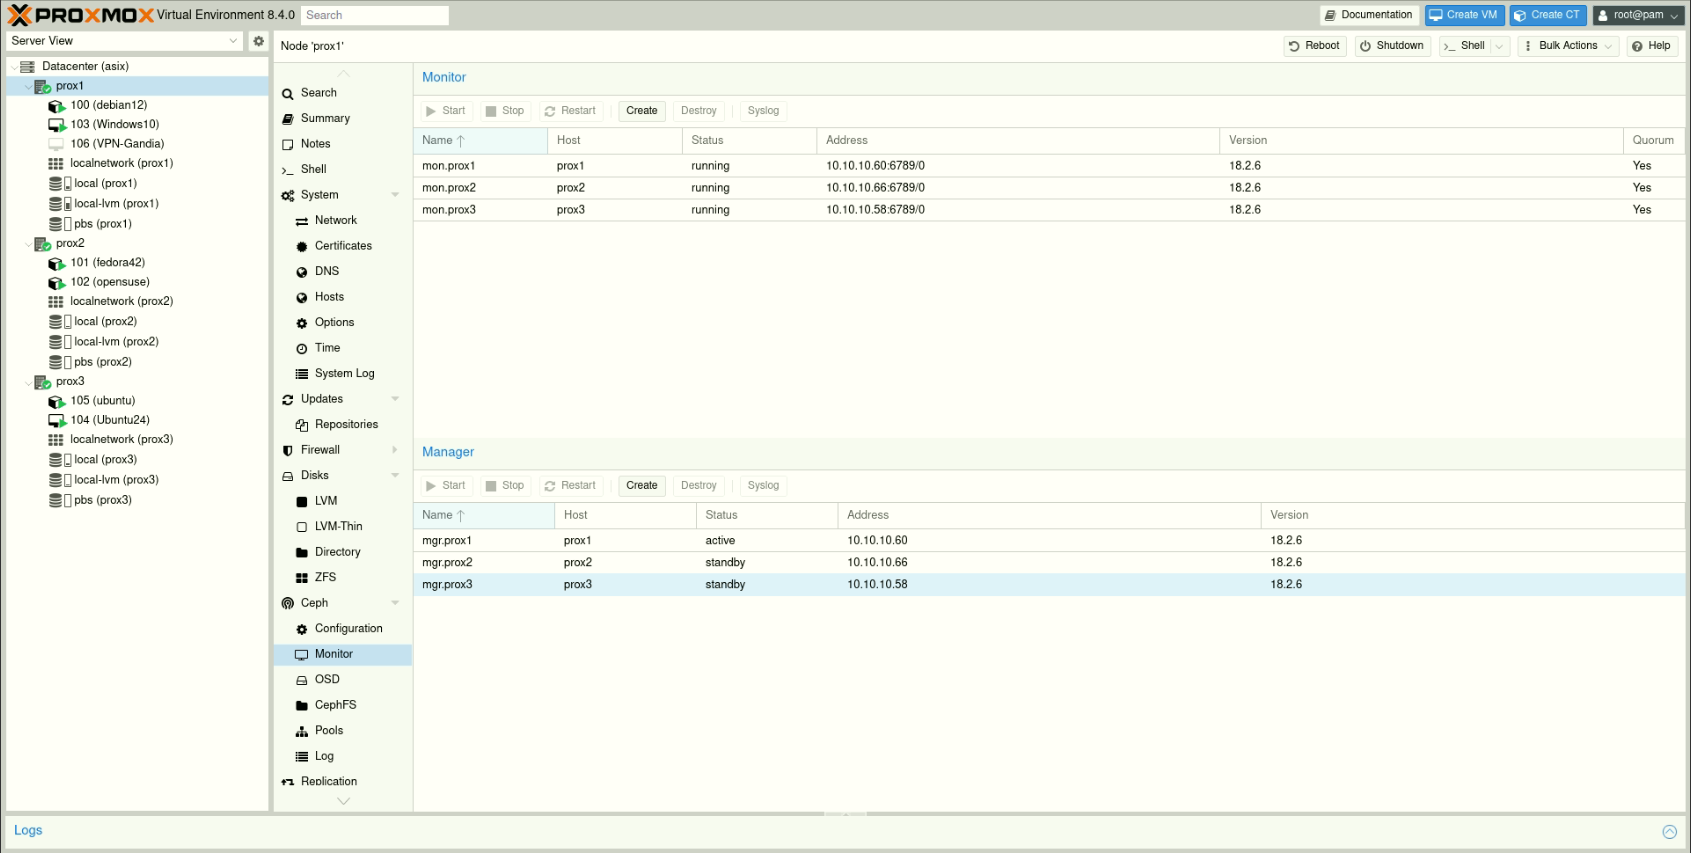 PROXMOX Virtual Environment 8.4.0 Search Documentation Create VM Create CT root@pam
Server View
Node 'prox1' Reboot Shutdown >_ Shell Bulk Actions Help
Datacenter (asix)
prox1
100 (debian12)
103 (Windows10)
106 (VPN-Gandia)
localnetwork (prox1)
local (prox1)
local-lvm (prox1)
pbs (prox1)
prox2
101 (fedora42)
102 (opensuse)
localnetwork (prox2)
local (prox2)
local-lvm (prox2)
pbs (prox2)
prox3
105 (ubuntu)
104 (Ubuntu24)
localnetwork (prox3)
local (prox3)
local-lvm (prox3)
pbs (prox3)
Search
Summary
Notes
>_ Shell
System
Network
Certificates
DNS
Hosts
Options
Time
System Log
Updates
Repositories
Firewall
Disks
LVM
LVM-Thin
Directory
ZFS
Ceph
Configuration
Monitor
OSD
CephFS
Pools
Log
Replication
Monitor
Start Stop Restart Create Destroy Syslog
Name Host Status Address Version Quorum
mon.prox1 prox1 running 10.10.10.60:6789/0 18.2.6 Yes
mon.prox2 prox2 running 10.10.10.66:6789/0 18.2.6 Yes
mon.prox3 prox3 running 10.10.10.58:6789/0 18.2.6 Yes
Manager
Start Stop Restart Create Destroy Syslog
Name Host Status Address Version
mgr.prox1 prox1 active 10.10.10.60 18.2.6
mgr.prox2 prox2 standby 10.10.10.66 18.2.6
mgr.prox3 prox3 standby 10.10.10.58 18.2.6
Logs